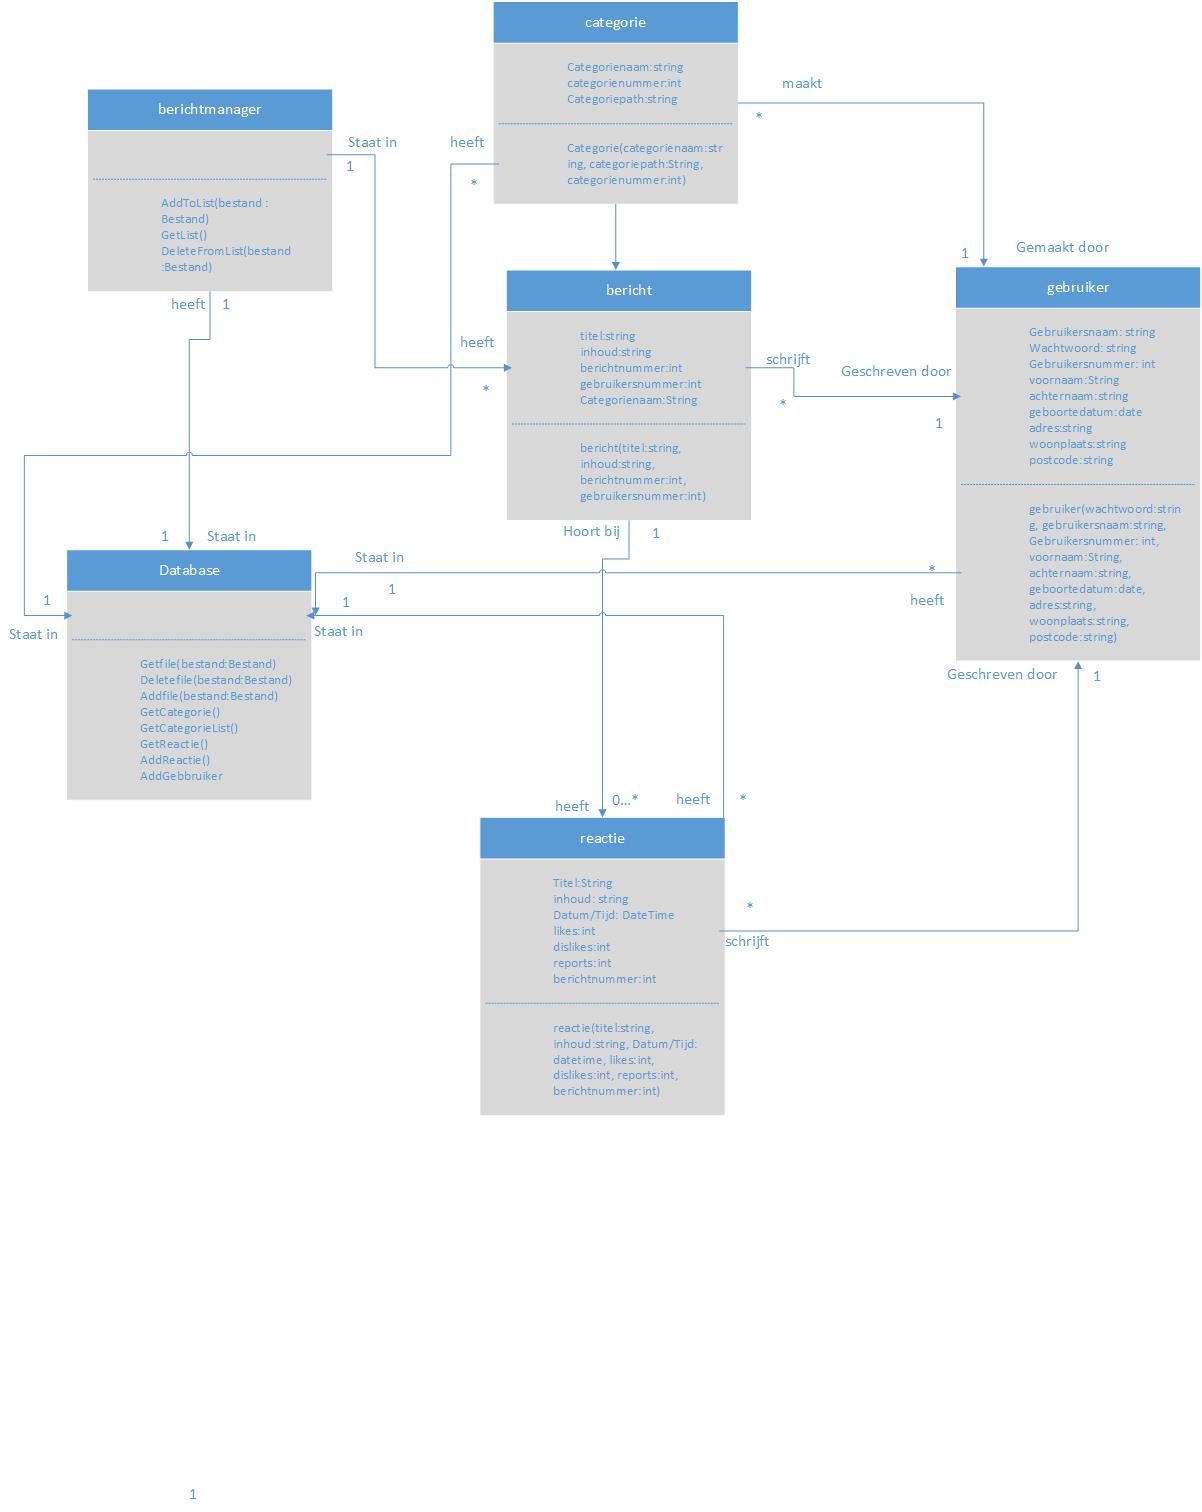 categorie
Categorienaam:string
categorienummer:int
Categoriepath:string
Categorie(categorienaam:str
ing, categoriepath:String,
categorienummer:int)
maakt
*
berichtmanager
AddToList(bestand :
Bestand)
GetList()
DeleteFromList(bestand
:Bestand)
Staat in
1
heeft
*
heeft
1
Gemaakt door
1
bericht
titel:string
inhoud:string
berichtnummer:int
gebruikersnummer:int
Categorienaam:String
bericht(titel:string,
inhoud:string,
berichtnummer:int,
gebruikersnummer:int)
heeft
*
schrijft
*
Geschreven door
1
gebruiker
Gebruikersnaam: string
Wachtwoord: string
Gebruikersnummer: int
voornaam:String
achternaam:string
geboortedatum:date
adres:string
woonplaats:string
postcode:string
gebruiker(wachtwoord:strin
g, gebruikersnaam:string,
Gebruikersnummer: int,
voornaam:String,
achternaam:string,
geboortedatum:date,
adres:string,
woonplaats:string,
postcode:string)
Hoort bij
1
1
Staat in
Database
Getfile(bestand:Bestand)
Deletefile(bestand:Bestand)
Addfile(bestand:Bestand)
GetCategorie()
GetCategorieList()
GetReactie()
AddReactie()
AddGebbruiker
Staat in
1
1
Staat in
1
Staat in
*
heeft
Geschreven door
1
heeft
0...*
heeft
*
reactie
Titel:String
inhoud: string
Datum/Tijd: DateTime
likes:int
dislikes:int
reports:int
berichtnummer:int
reactie(titel:string,
inhoud:string, Datum/Tijd:
datetime, likes:int,
dislikes:int, reports:int,
berichtnummer:int)
*
schrijft
1